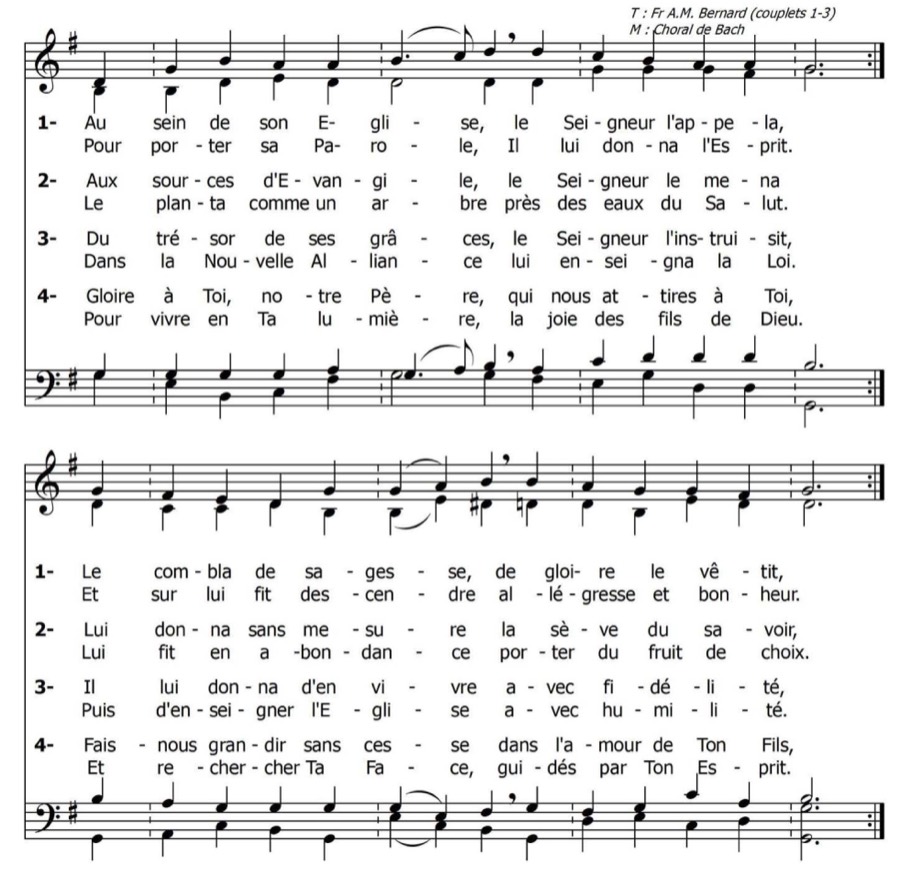 T : Fr A.M. Bernard (couplets 1-3)
M : Choral de Bach
1- Au sein de son E- gli - se, le Sei - gneur l'ap - pe - la,
Pour por - ter sa Pa- ro - le, Il lui don - na l'Es - prit.
2- Aux sour - ces d'E - van - gi - le, le Sei - gneur le me - na
Le plan - ta comme un ar - bre près des eaux du Sa - lut.
3- Du tré - sor de ses grâ - ces, le Sei - gneur l'ins- trui - sit,
Dans la Nou - velle Al - lian - ce lui en - sei - gna la Loi.
4- Gloire à Toi, no - tre Pè - re, qui nous at - tires à Toi,
Pour vivre en Ta lu - miè - re, la joie des fils de Dieu.
1- Le com - bla de sa - ges - se, de gloi- re le vê - tit,
Et sur lui fit des - cen - dre al - lé - gresse et bon - heur.
2- Lui don - na sans me - su - re la sè - ve du sa - voir,
Lui fit en a -bon - dan - ce por - ter du fruit de choix.
3- Il lui don - na d'en vi - vre a - vec fi - dé - li - té,
Puis d'en - sei - gner l'E - gli - se a - vec hu - mi - li - té.
4- Fais - nous gran - dir sans ces - se dans l'a - mour de Ton Fils,
Et re - cher - cher Ta Fa - ce, gui - dés par Ton Es - prit.